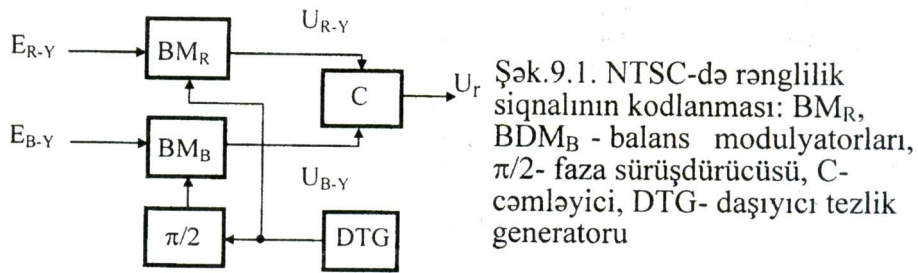 U_{R-Y}
E_{R-Y}
BM_R
C
U_r
E_{B-Y}
BM_B
U_{B-Y}
π/2
DTG
Şək.9.1. NTSC-də rənglilik
siqnalının kodlanması: BM_R,
BDM_B - balans modulyatorları,
π/2- faza sürüşdürücüsü, C-
cəmləyici, DTG- daşıyıcı tezlik
generatoru